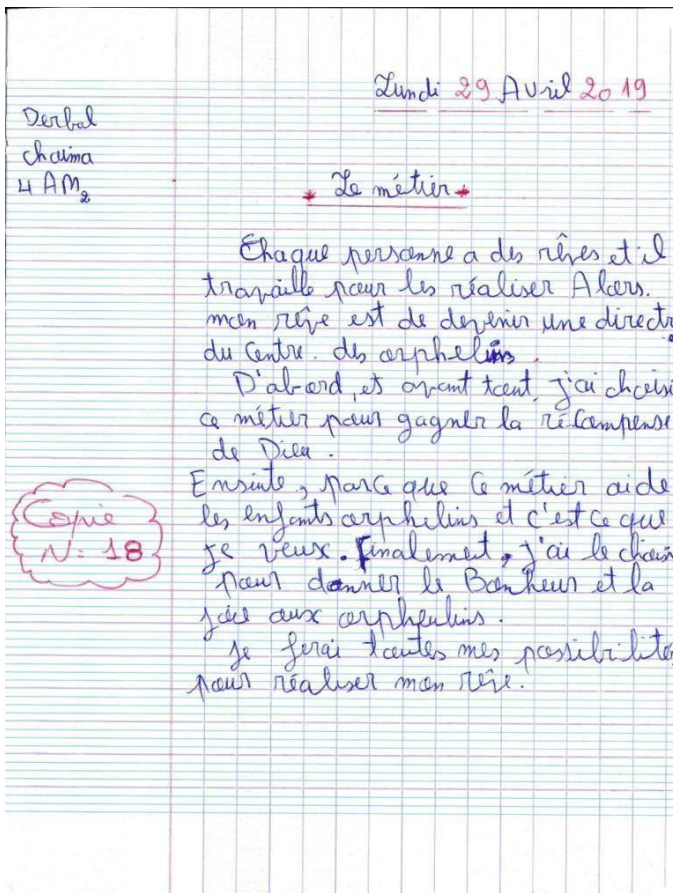 Lundi 29 Avril 2019
Derbal
chaima
4 AM2
* Le métier *
Chaque personne a des rêves et il
travaille pour les réaliser Alors.
mon rêve est de devenir une directr
du Centre. des orphelins.
D'abord, et avant tout, j'ai choisi
ce métier pour gagner la récompense
de Dieu.
Ensuite, parce que ce métier aide
les enfants orphelins et c'est ce que
je veux. Finalement, j'ai le choisi
pour donner le Bonheur et la
joie aux orpheulins.
je ferai toutes mes possibilités
pour réaliser mon rêve.
Copie
N: 18